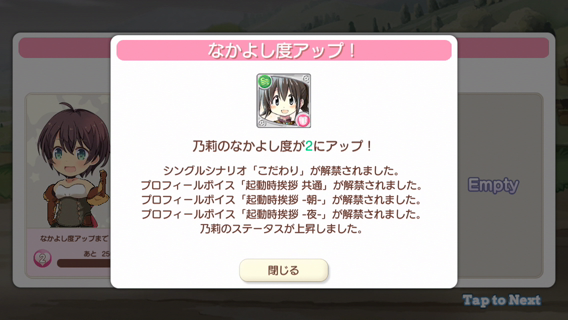 なかよし度アップ！
乃莉のなかよし度が2にアップ！
シングルシナリオ「こだわり」が解禁されました。
プロフィールボイス「起動時挨拶 共通」が解禁されました。
プロフィールボイス「起動時挨拶 -朝-」が解禁されました。
プロフィールボイス「起動時挨拶 -夜-」が解禁されました。
乃莉のステータスが上昇しました。
閉じる
なかよし度アップまで
あと 25
Empty
Tap to Next